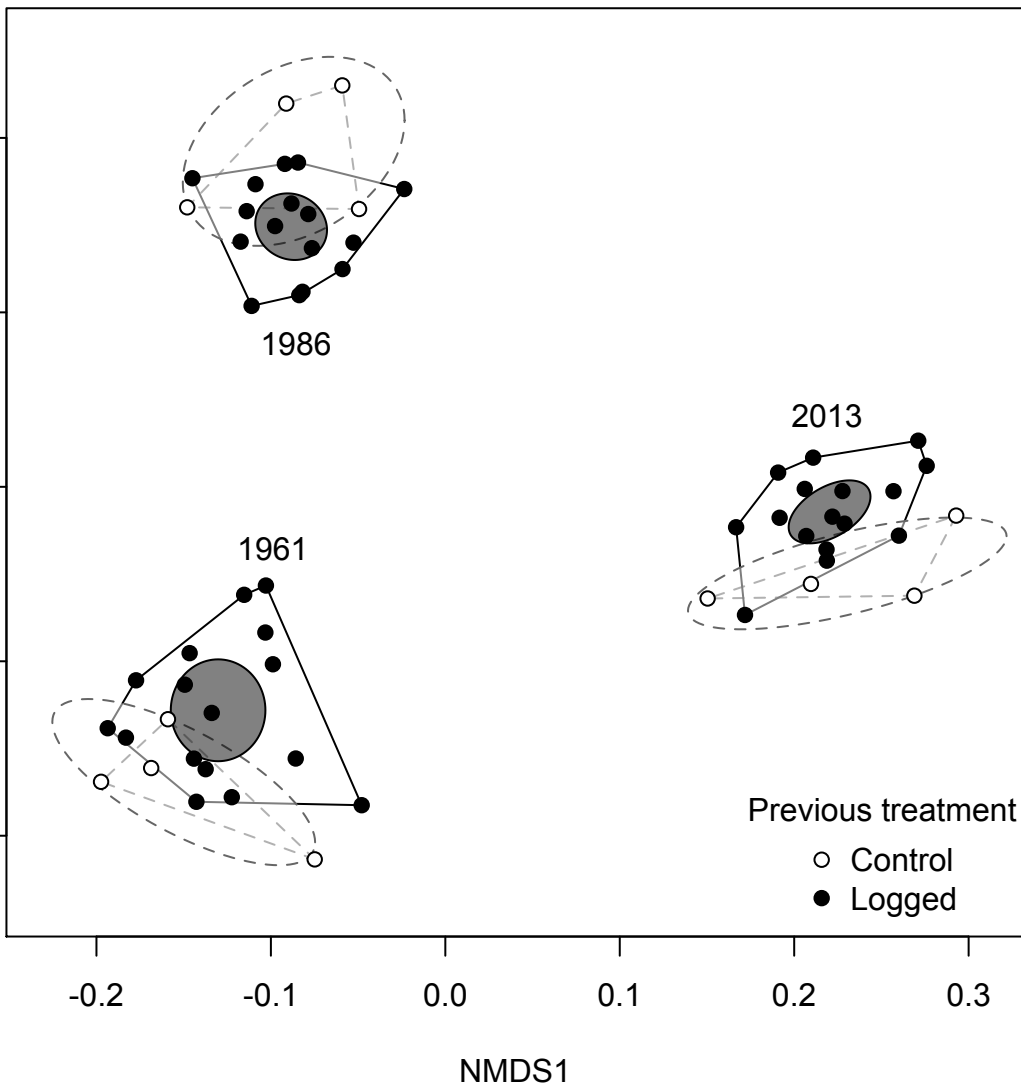 1986
2013
1961
Previous treatment
Control
Logged
-0.2 -0.1 0.0 0.1 0.2 0.3
NMDS1